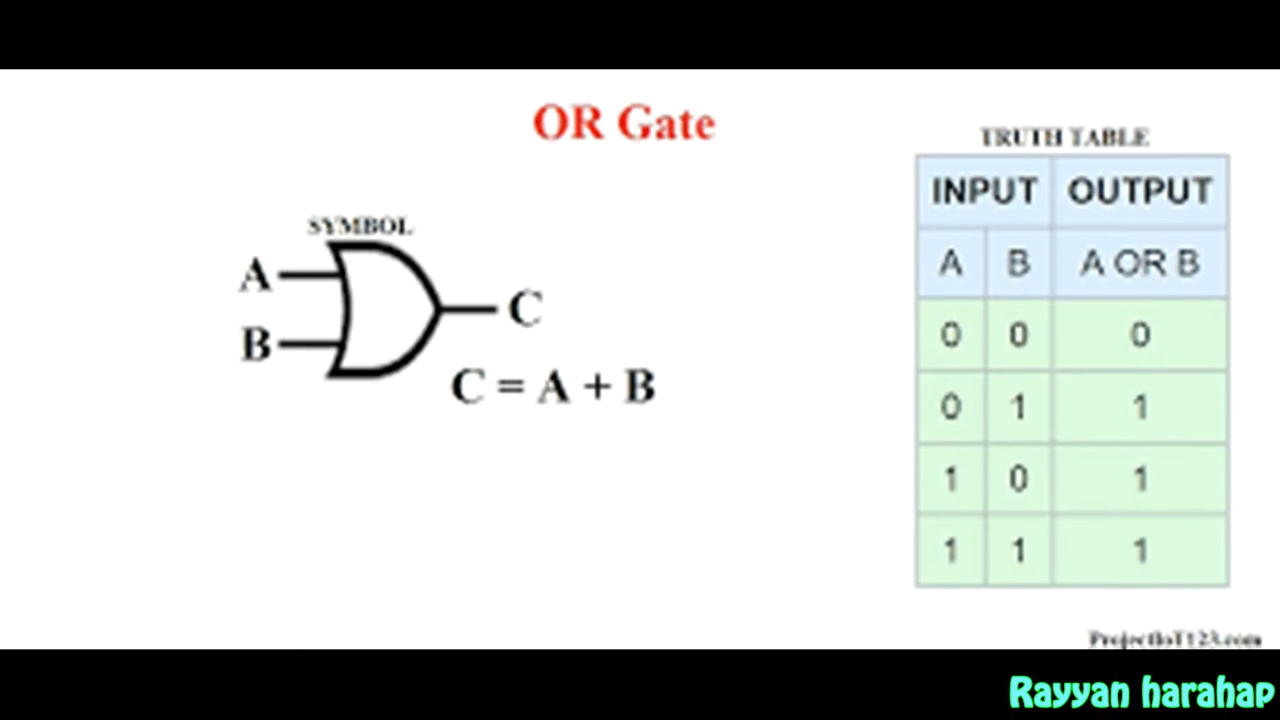 OR Gate
TRUTH TABLE
INPUT OUTPUT
A B A OR B
0 0 0
0 1 1
1 0 1
1 1 1
SYMBOL
A
B
C
C = A + B
ProjectIoT123.com
Rayyan harahap